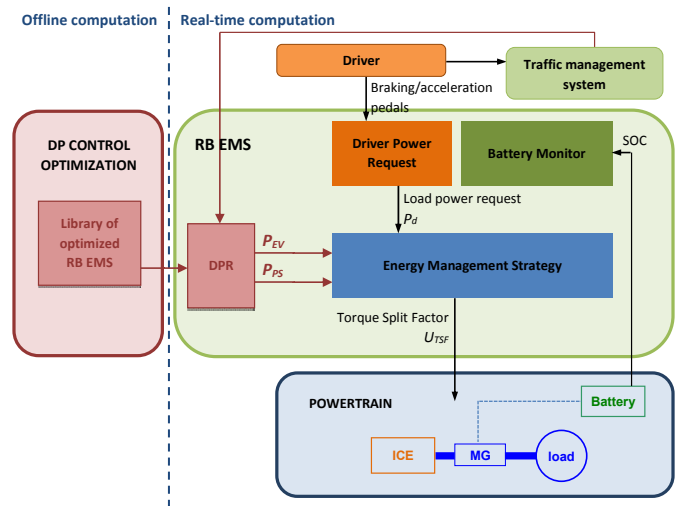 Offline computation
Real-time computation
Driver
Traffic management
system
Braking/acceleration
pedals
DP CONTROL
OPTIMIZATION
RB EMS
Driver Power
Request
Battery Monitor
SOC
Library of
optimized
RB EMS
Load power request
Pd
DPR
PEV
PPS
Energy Management Strategy
Torque Split Factor
UTSF
POWERTRAIN
Battery
ICE
MG
load